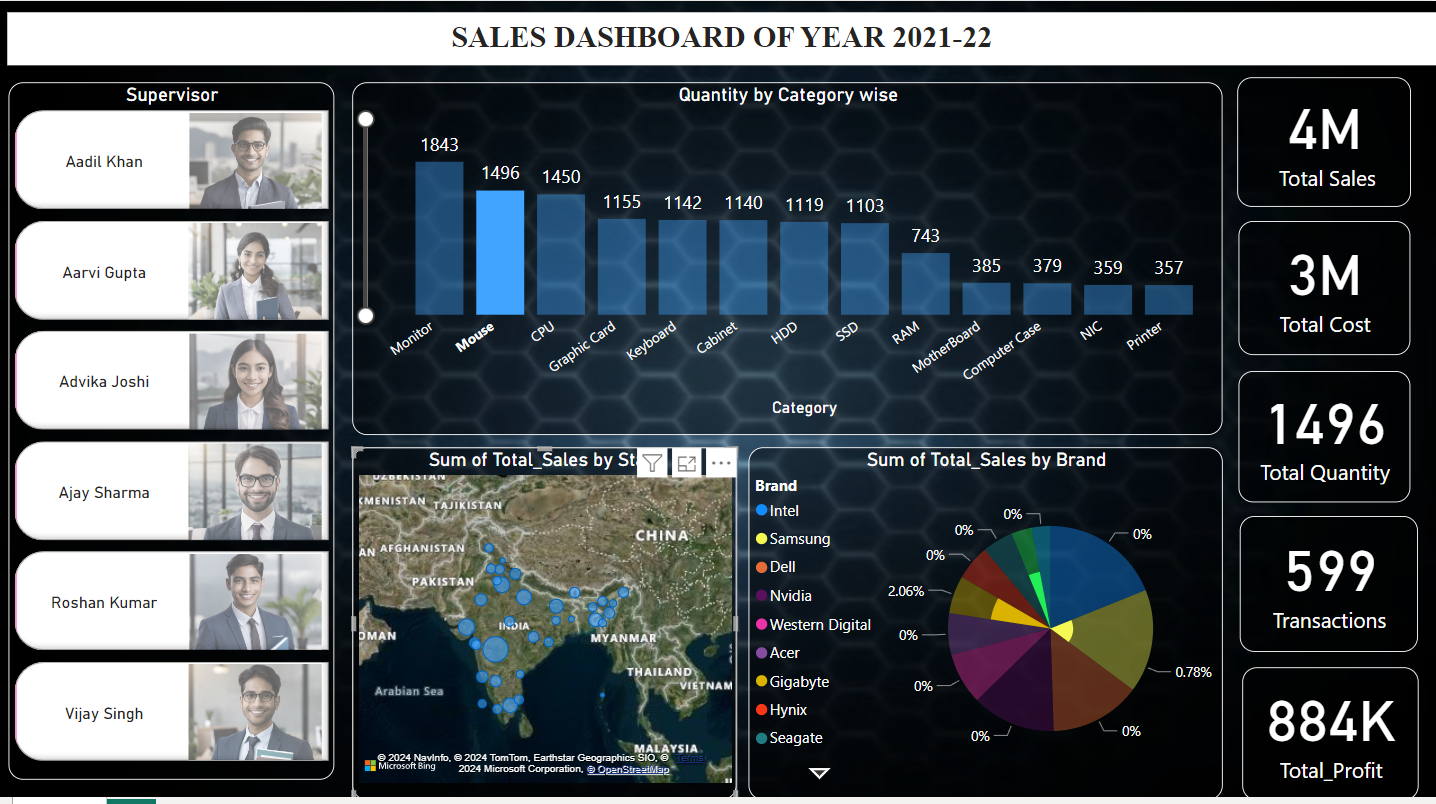 SALES DASHBOARD OF YEAR 2021-22
Supervisor
Aadil Khan
Aarvi Gupta
Advika Joshi
Ajay Sharma
Roshan Kumar
Vijay Singh
Quantity by Category wise
1843
1496
1450
1155
1142
1140
1119
1103
743
385
379
359
357
Monitor
Mouse
CPU
Graphic Card
Keyboard
Cabinet
HDD
SSD
RAM
MotherBoard
Computer Case
NIC
Printer
Category
4M
Total Sales
3M
Total Cost
1496
Total Quantity
599
Transactions
884K
Total_Profit
Sum of Total_Sales by St
UZBEKISTAN
KMENISTAN
TAJIKISTAN
CHINA
AN
AFGHANISTAN
PAKISTAN
OMAN
INDIA
MYANMAR
THAILAND
VIETNAM
Arabian Sea
MALAYSIA
© 2024 NavInfo, © 2024 TomTom, Earthstar Geographics SIO, © 2024 Microsoft Corporation, © OpenStreetMap
Terms
Microsoft Bing
Sum of Total_Sales by Brand
Brand
Intel
Samsung
Dell
Nvidia
Western Digital
Acer
Gigabyte
Hynix
Seagate
0%
0%
0%
0%
2.06%
0%
0.78%
0%
0%
0%